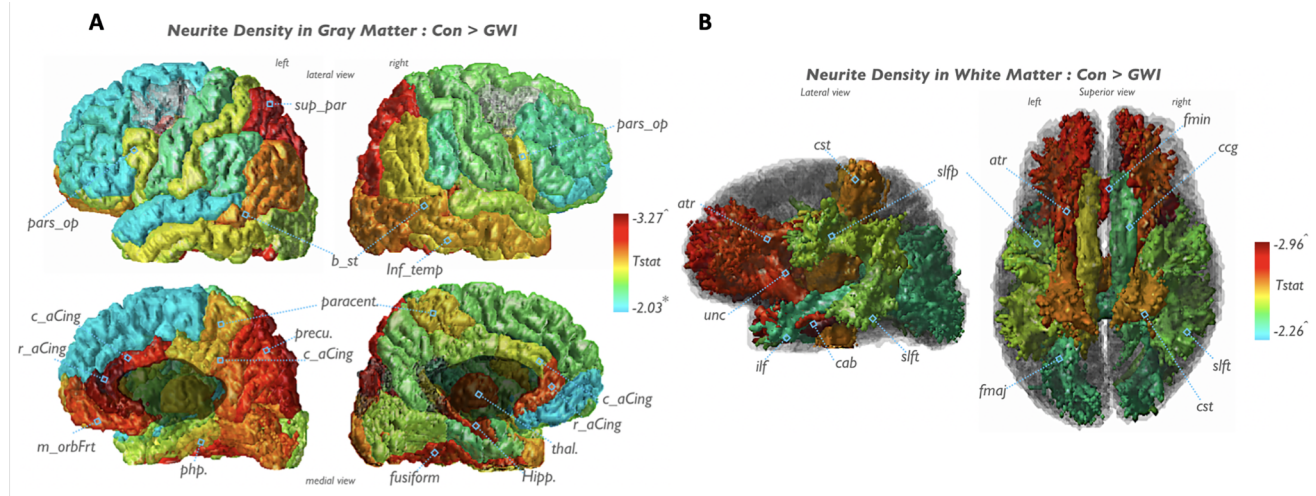 A
Neurite Density in Gray Matter : Con > GWI
left
lateral view
right
sup_par
pars_op
pars_op
b_st
Inf_temp
-3.27^
Tstat
-2.03*
c_aCing
paracent.
r_aCing
precu.
c_aCing
c_aCing
r_aCing
m_orbFrt
php.
fusiform
thal.
Hipp.
medial view
B
Neurite Density in White Matter : Con > GWI
Lateral view
left
Superior view
right
fmin
cst
atr
ccg
slfp
atr
unc
ilf
cab
slft
fmaj
slft
cst
-2.96^
Tstat
-2.26^